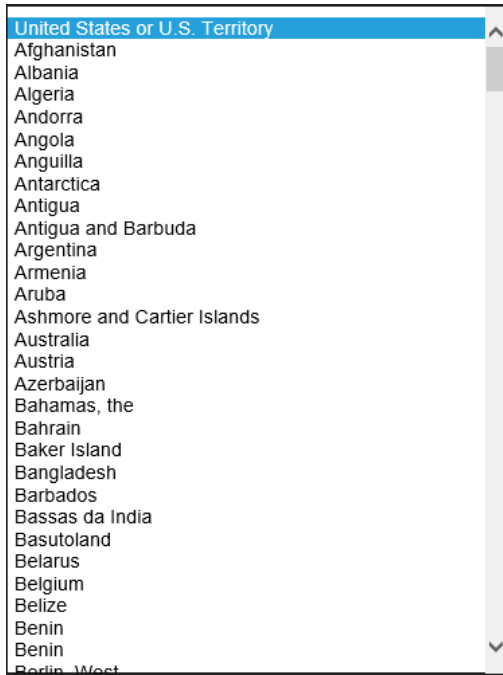 United States or U.S. Territory
Afghanistan
Albania
Algeria
Andorra
Angola
Anguilla
Antarctica
Antigua
Antigua and Barbuda
Argentina
Armenia
Aruba
Ashmore and Cartier Islands
Australia
Austria
Azerbaijan
Bahamas, the
Bahrain
Baker Island
Bangladesh
Barbados
Bassas da India
Basutoland
Belarus
Belgium
Belize
Benin
Benin
Berlin, West